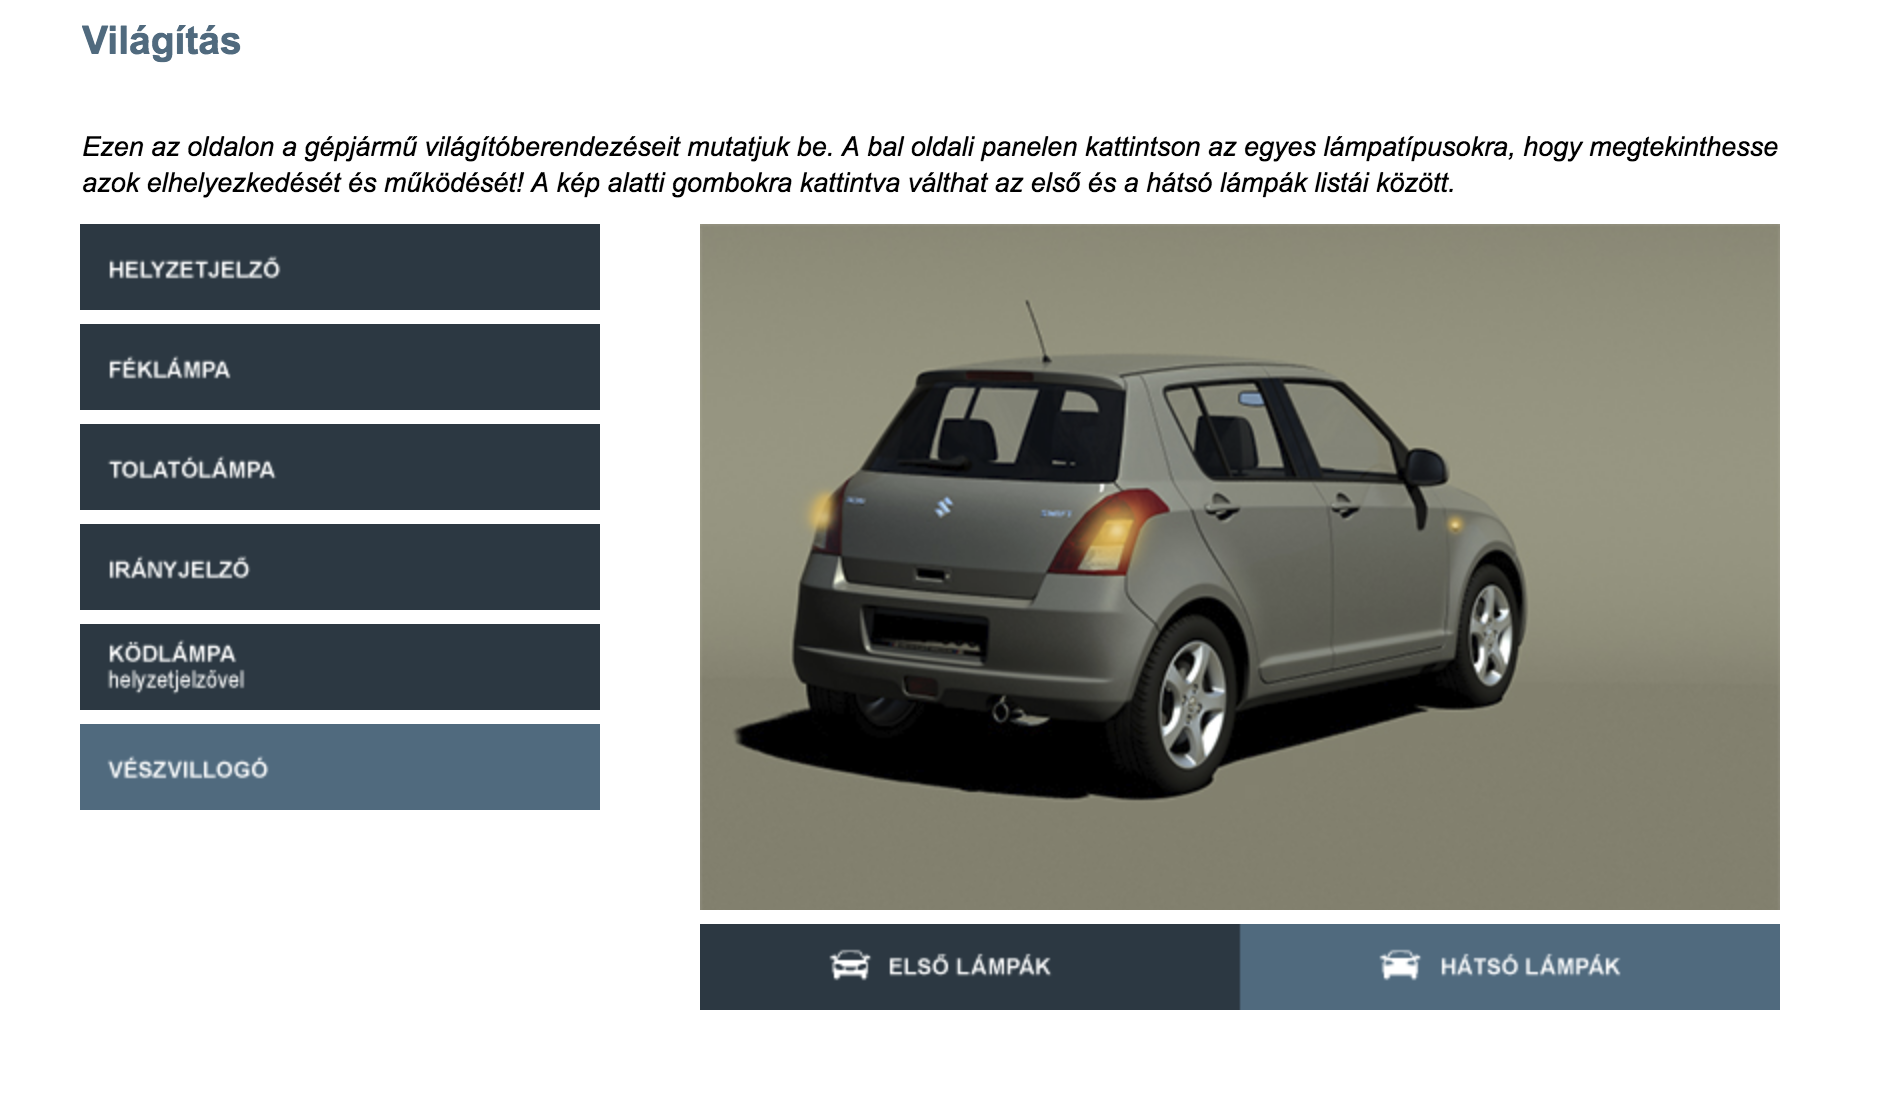 Világítás
Ezen az oldalon a gépjármű világítóberendezéseit mutatjuk be. A bal oldali panelen kattintson az egyes lámpatípusokra, hogy megtekinthesse
azok elhelyezkedését és működését! A kép alatti gombokra kattintva válthat az első és a hátsó lámpák listái között.
HELYZETJELZŐ
FÉKLÁMPA
TOLATÓLÁMPA
IRÁNYJELZŐ
KÖDLÁMPA
helyzetjelzővel
VÉSZVILLOGÓ
ELSŐ LÁMPÁK
HÁTSÓ LÁMPÁK